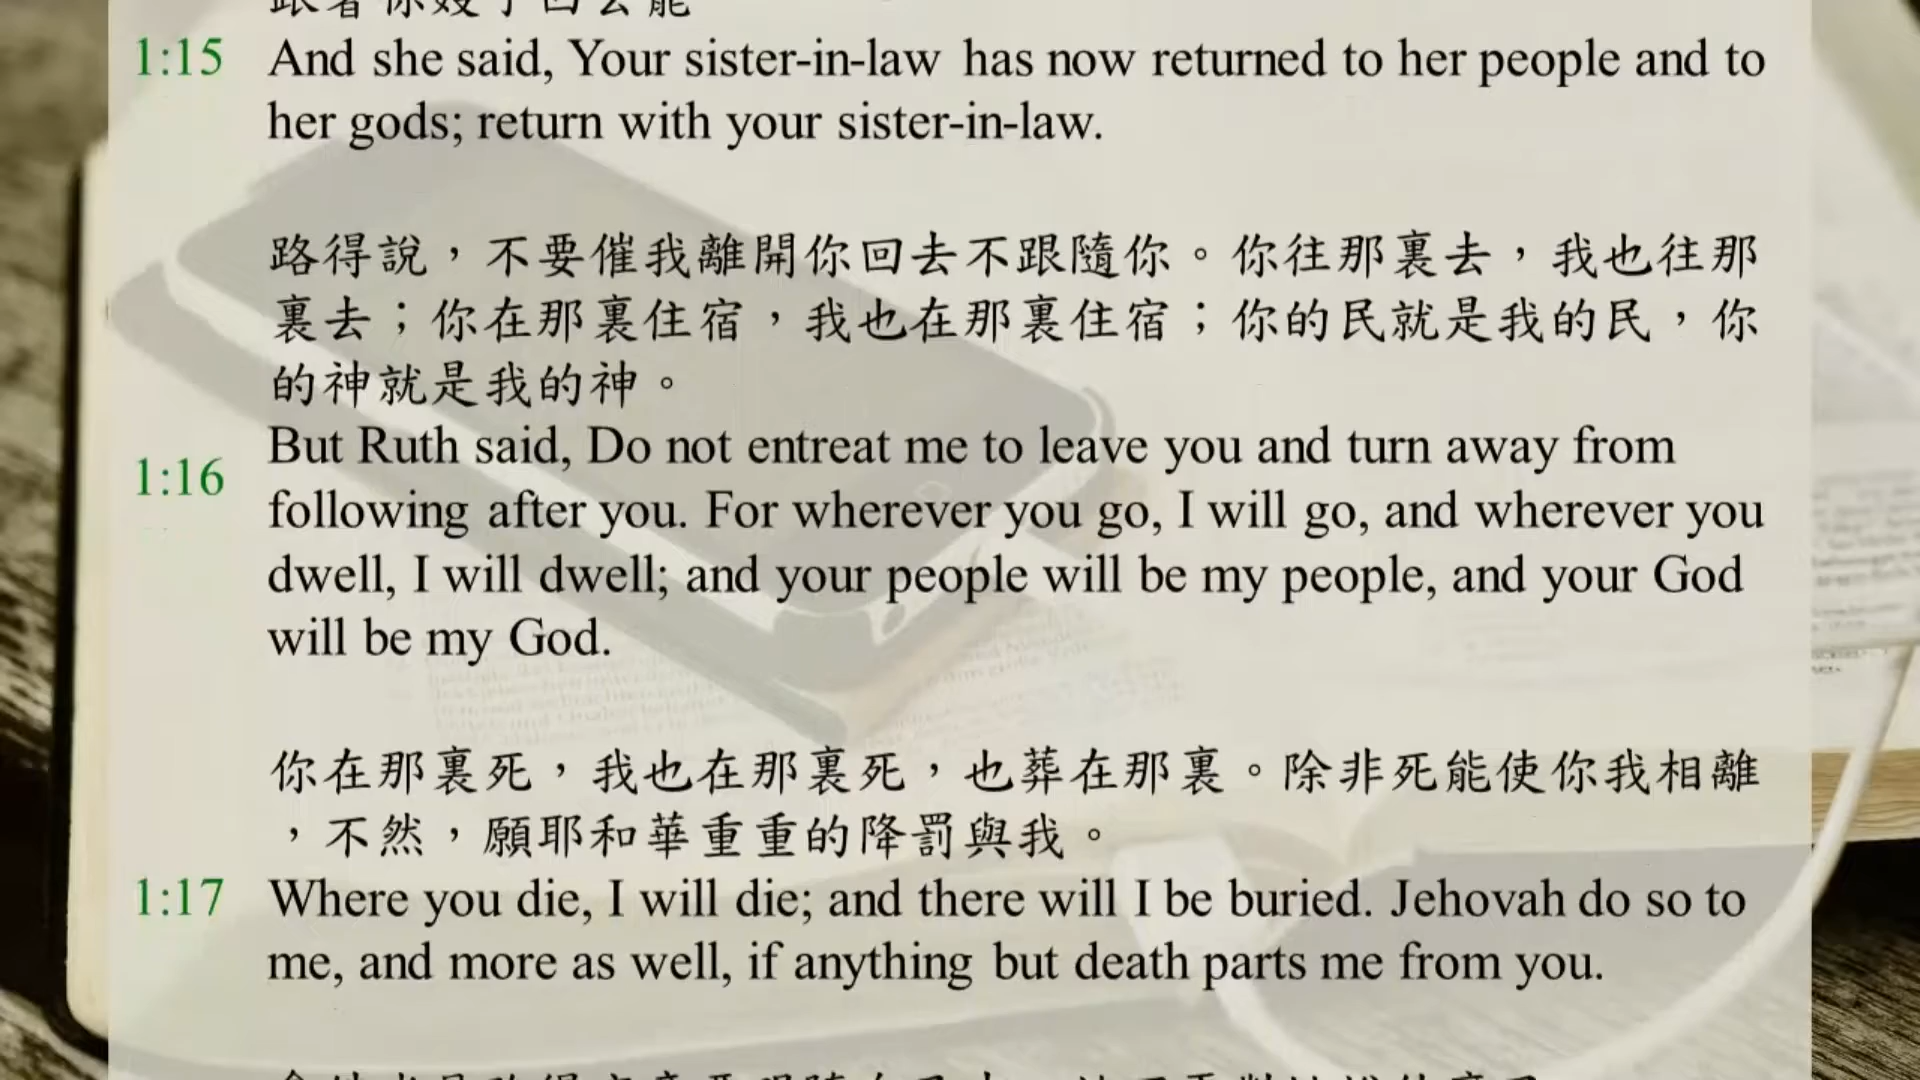 跟著你嫂子回去罷
1:15 And she said, Your sister-in-law has now returned to her people and to
her gods; return with your sister-in-law.
路得說，不要催我離開你回去不跟隨你。你往那裏去，我也往那
裏去；你在那裏住宿，我也在那裏住宿；你的民就是我的民，你
的神就是我的神。
But Ruth said, Do not entreat me to leave you and turn away from
1:16
following after you. For wherever you go, I will go, and wherever you
dwell, I will dwell; and your people will be my people, and your God
will be my God.
你在那裏死，我也在那裏死，也葬在那裏。除非死能使你我相離
，不然，願耶和華重重的降罰與我。
1:17 Where you die, I will die; and there will I be buried. Jehovah do so to
me, and more as well, if anything but death parts me from you.